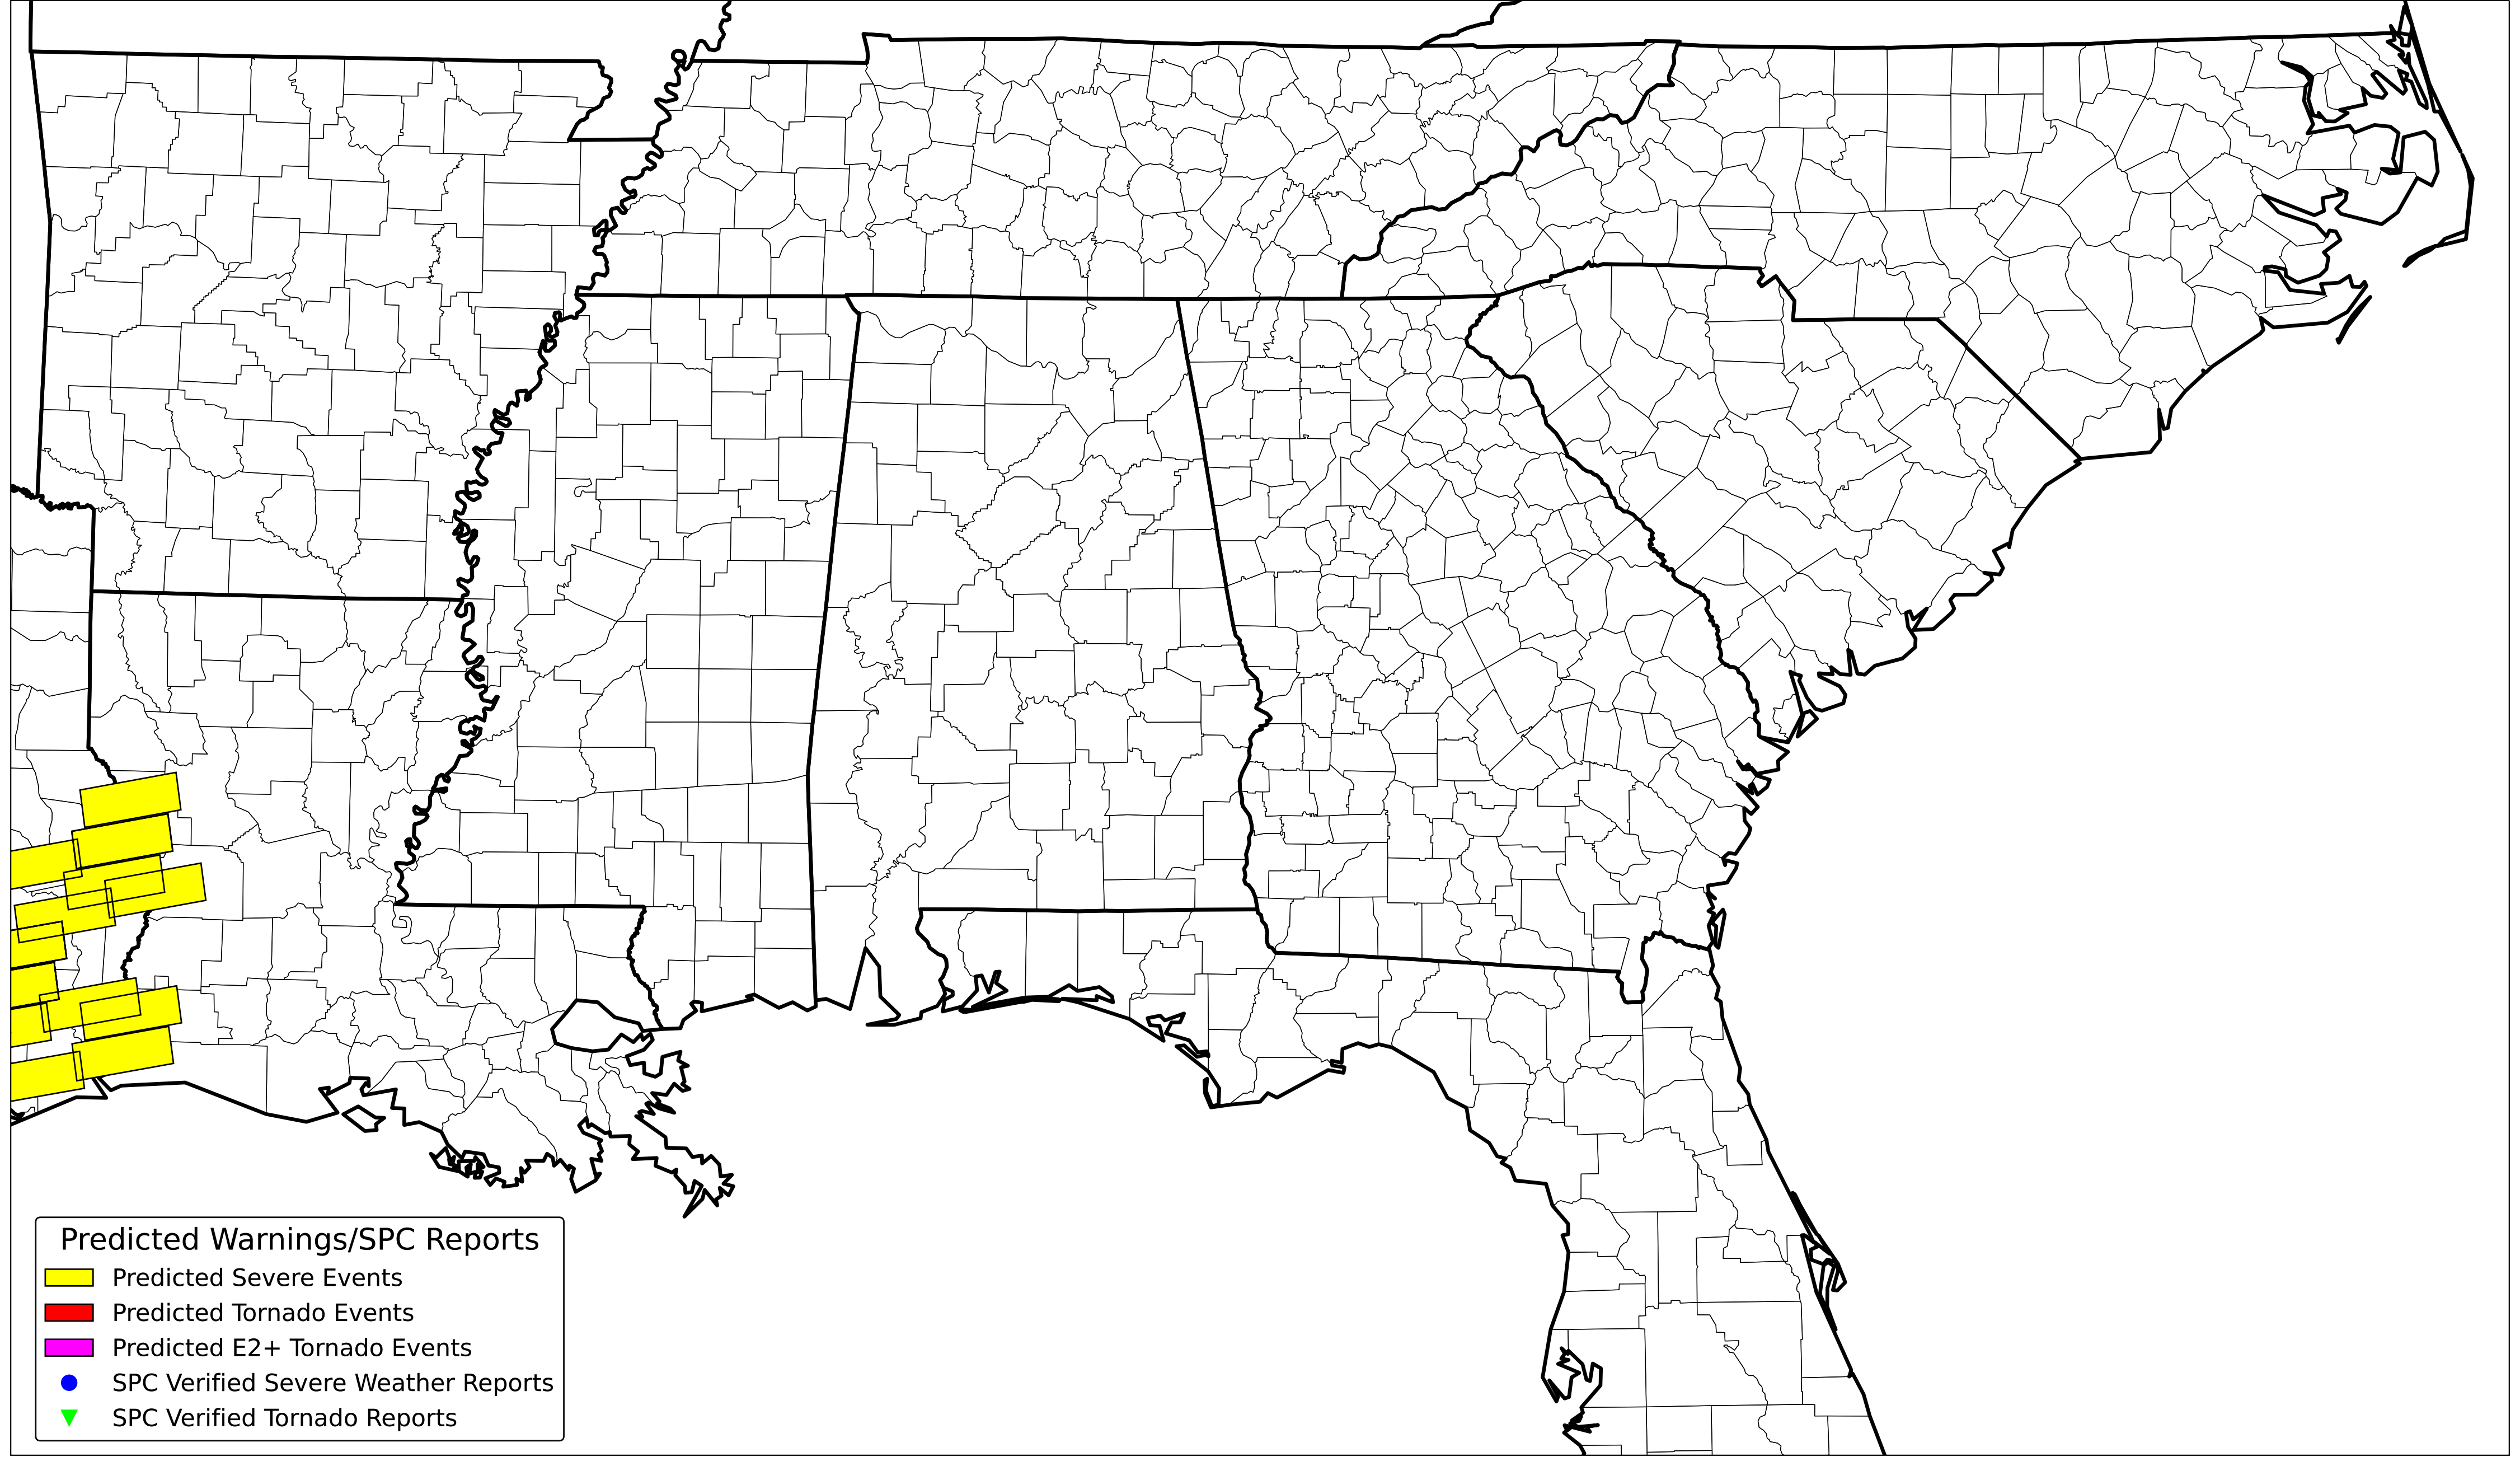 Predicted Warnings/SPC Reports
Predicted Severe Events
Predicted Tornado Events
Predicted E2+ Tornado Events
SPC Verified Severe Weather Reports
SPC Verified Tornado Reports